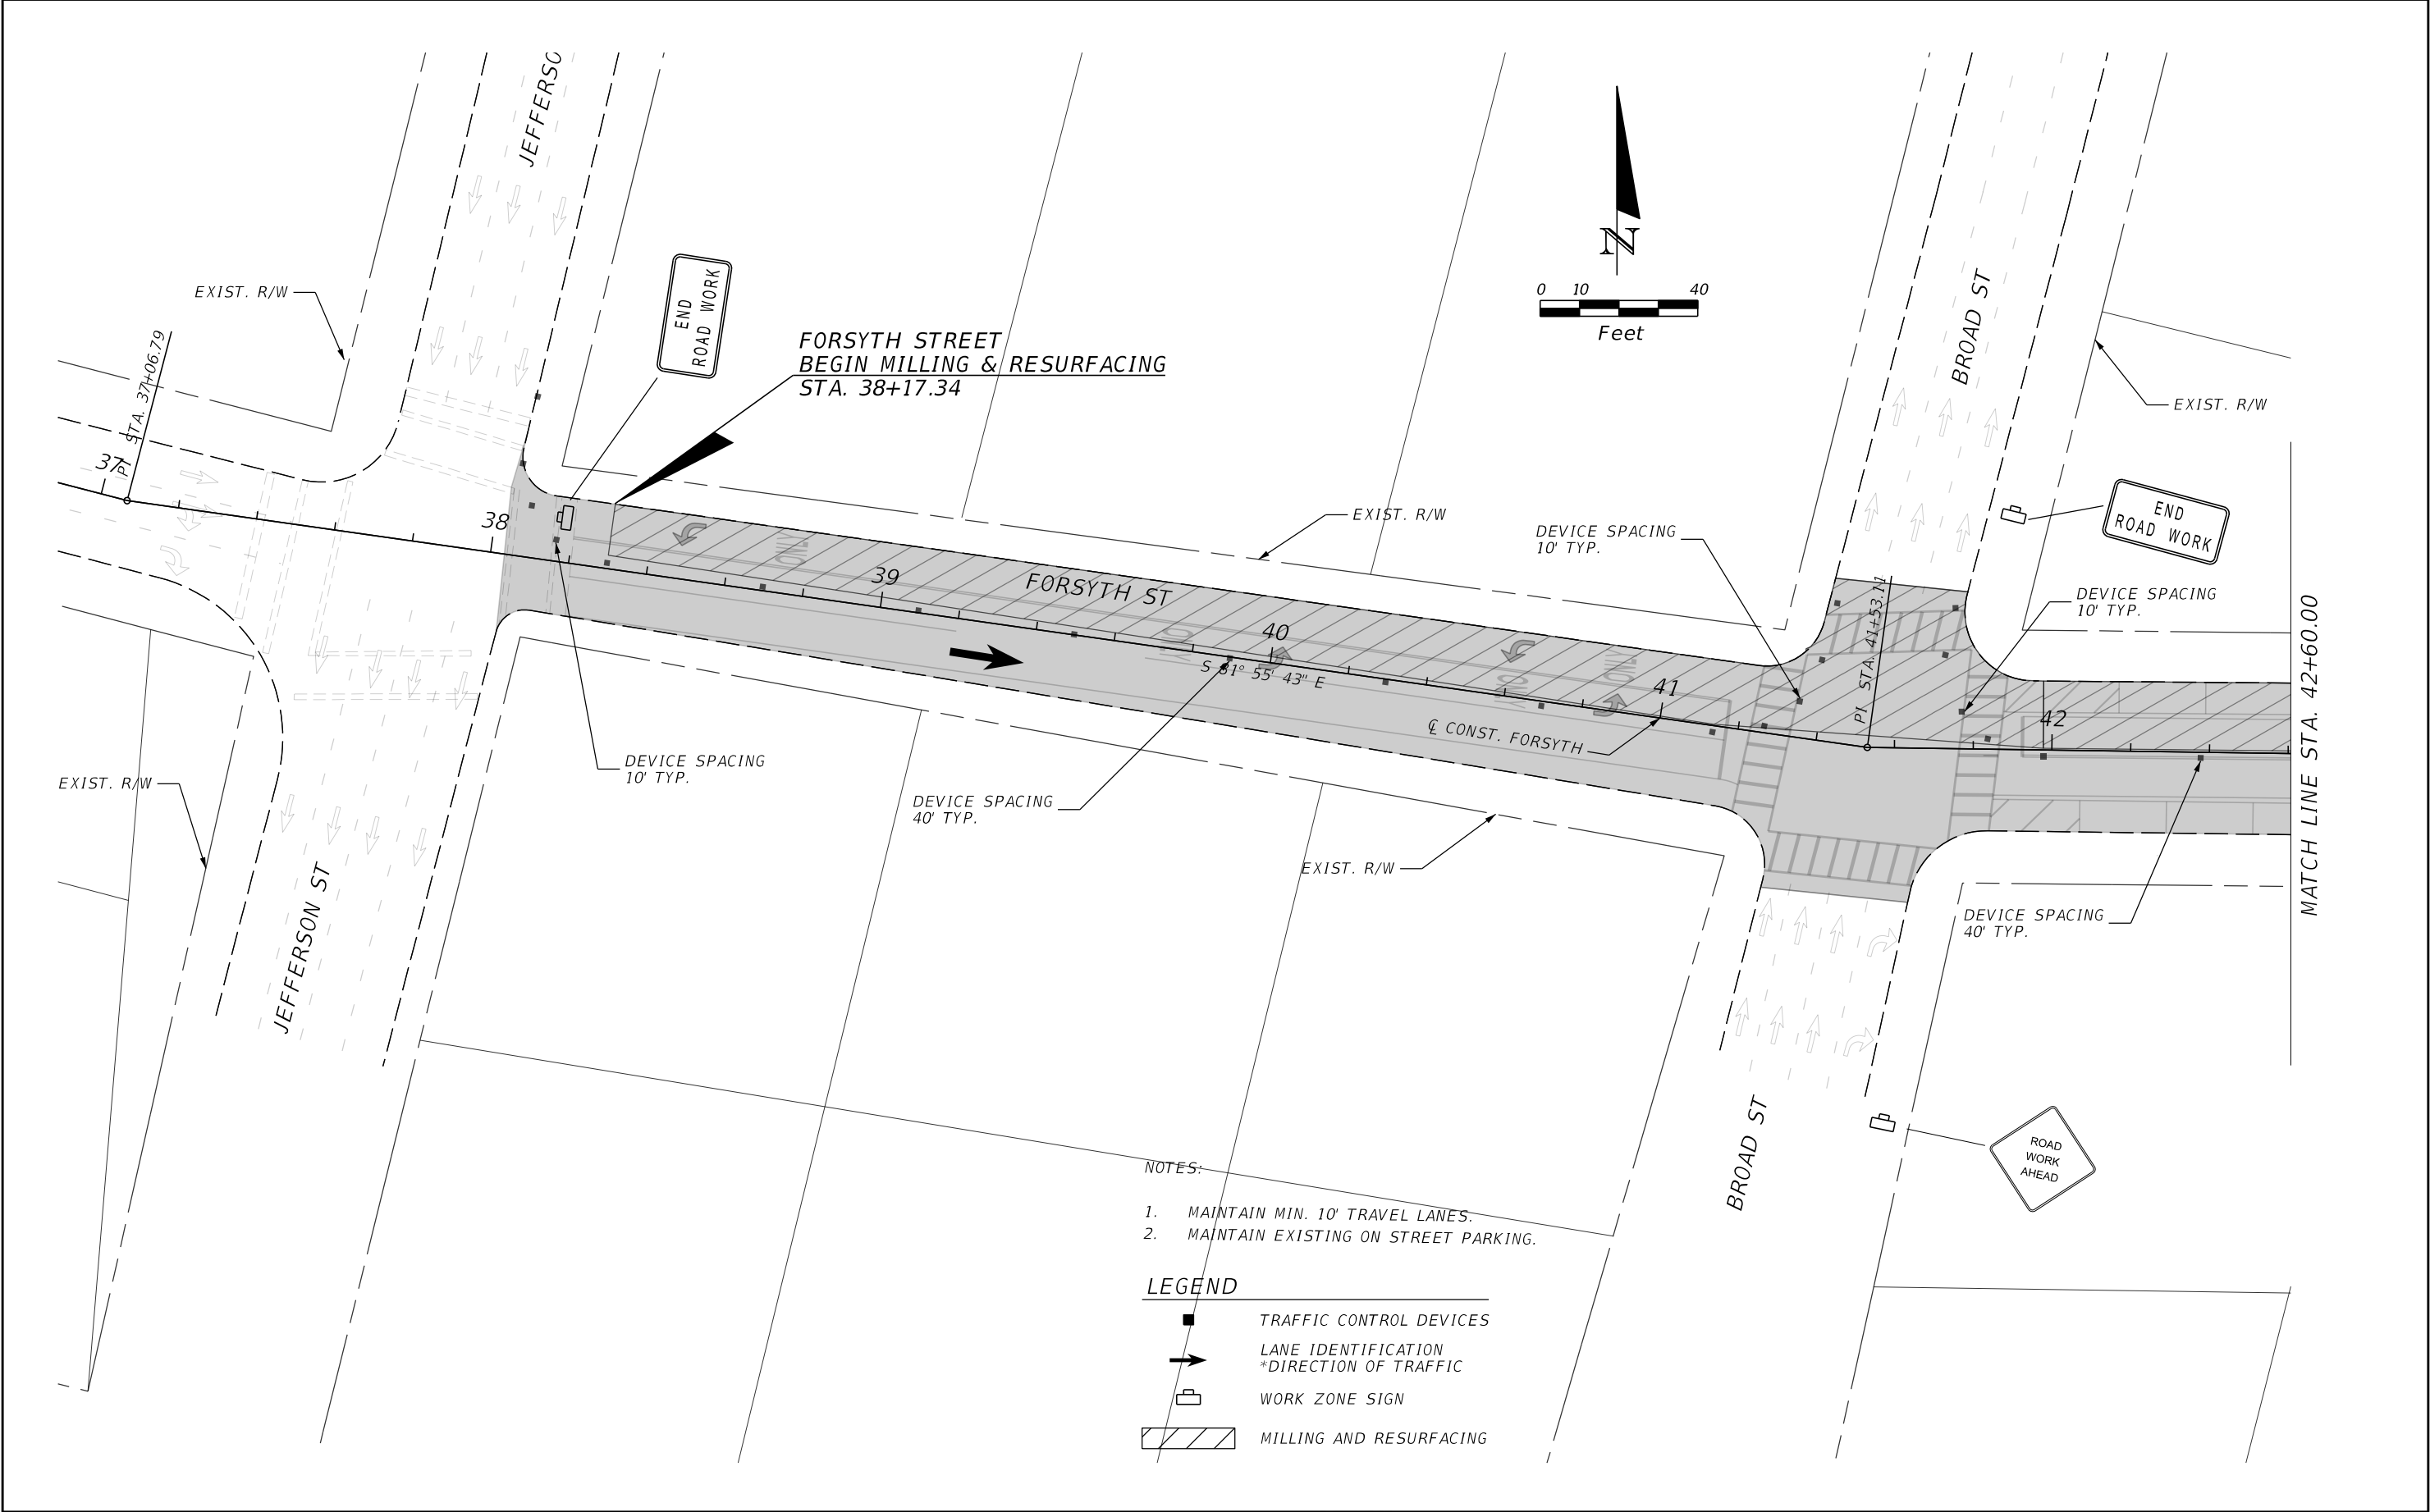 JEFFERSO
EXIST. R/W
END
ROAD WORK
FORSYTH STREET
BEGIN MILLING & RESURFACING
STA. 38+17.34
N
0 10 40
Feet
BROAD ST
EXIST. R/W
PI STA. 37+06.79
37
38
EXIST. R/W
DEVICE SPACING
10' TYP.
END
ROAD WORK
39
FORSYTH ST
DEVICE SPACING
10' TYP.
40
S 81° 55' 43" E
41
PI STA. 41+53.11
42
℄ CONST. FORSYTH
MATCH LINE STA. 42+60.00
EXIST. R/W
DEVICE SPACING
10' TYP.
DEVICE SPACING
40' TYP.
EXIST. R/W
DEVICE SPACING
40' TYP.
JEFFERSON ST
BROAD ST
ROAD
WORK
AHEAD
NOTES:
1. MAINTAIN MIN. 10' TRAVEL LANES.
2. MAINTAIN EXISTING ON STREET PARKING.
LEGEND
TRAFFIC CONTROL DEVICES
LANE IDENTIFICATION
*DIRECTION OF TRAFFIC
WORK ZONE SIGN
MILLING AND RESURFACING